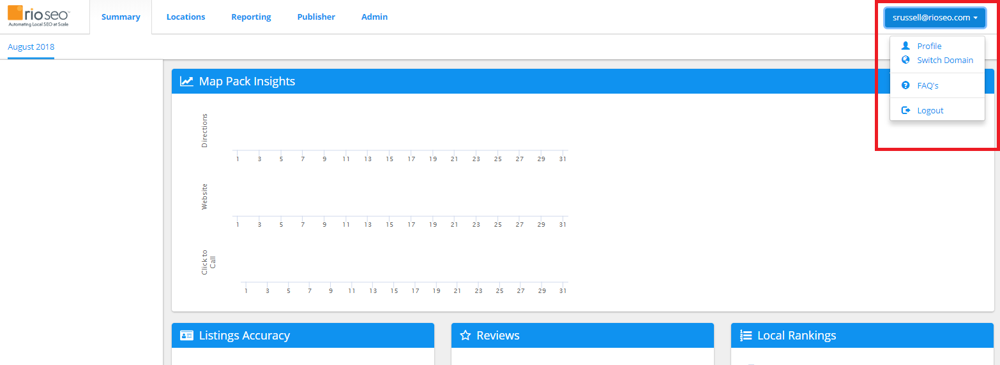 rio seo™
Automating Local SEO at Scale
Summary
Locations
Reporting
Publisher
Admin
srussell@rioseo.com
Profile
Switch Domain
FAQ's
Logout
August 2018
Map Pack Insights
Directions
1 3 5 7 9 11 13 15 17 19 21 23 25 27 29 31
Website
1 3 5 7 9 11 13 15 17 19 21 23 25 27 29 31
Click to
Call
1 3 5 7 9 11 13 15 17 19 21 23 25 27 29 31
Listings Accuracy
Reviews
Local Rankings